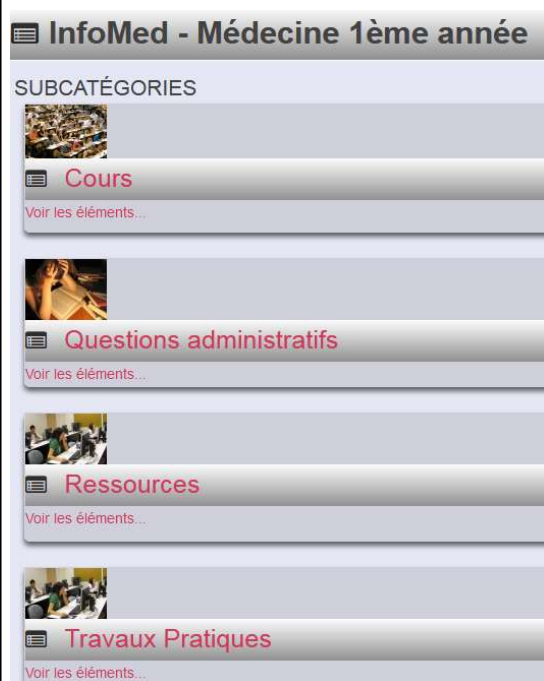 InfoMed - Médecine 1ème année
SUBCATÉGORIES
Cours
Voir les éléments...
Questions administratifs
Voir les éléments...
Ressources
Voir les éléments...
Travaux Pratiques
Voir les éléments...